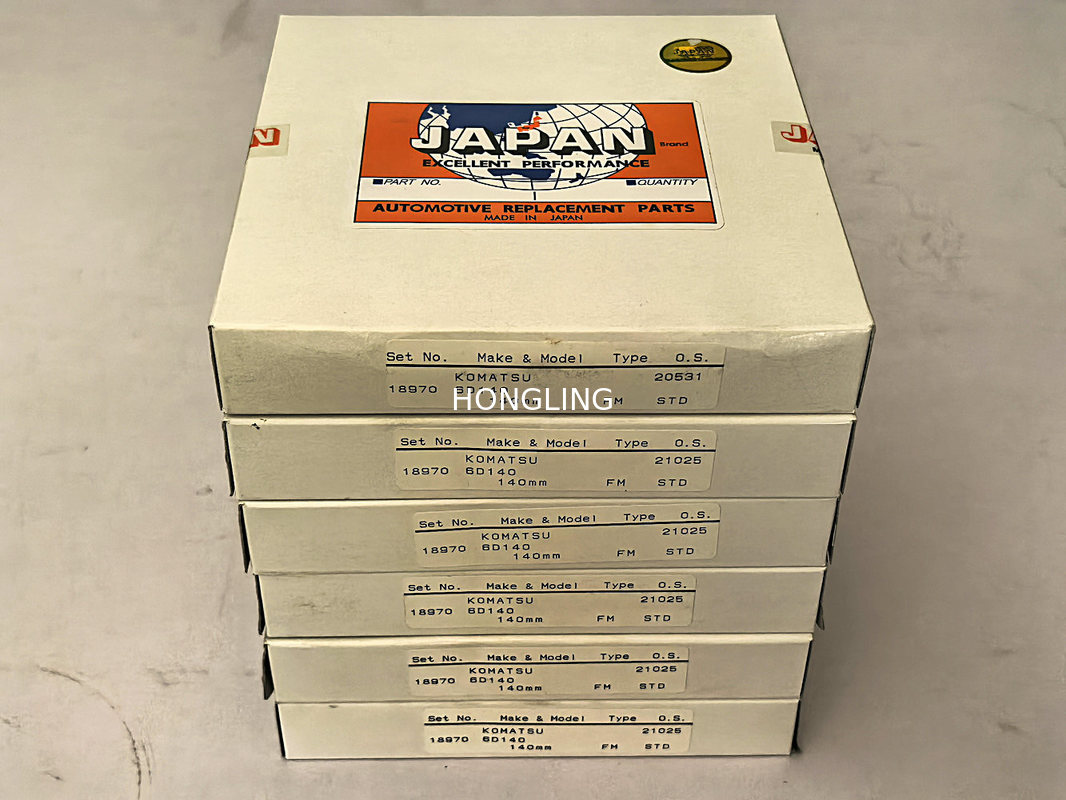 JAPAN
N
JA
JAPAN Brand
EXCELLENT PERFORMANCE
■PART NO. ■QUANTITY
AUTOMOTIVE REPLACEMENT PARTS
MADE IN JAPAN
Set No. Make & Model Type O.S.
KOMATSU 20531
18970 6D140
140mm FM STD
HONGLING
Set No. Make & Model Type O.S.
KOMATSU 21025
18970 6D140
140mm FM STD
Set No. Make & Model Type O.S.
KOMATSU 21025
18970 6D140
140mm FM STD
Set No. Make & Model Type O.S.
KOMATSU 21025
18970 6D140
140mm FM STD
Set No. Make & Model Type O.S.
KOMATSU 21025
18970 6D140
140mm FM STD
Set No. Make & Model Type O.S.
KOMATSU 21025
18970 6D140
140mm FM STD